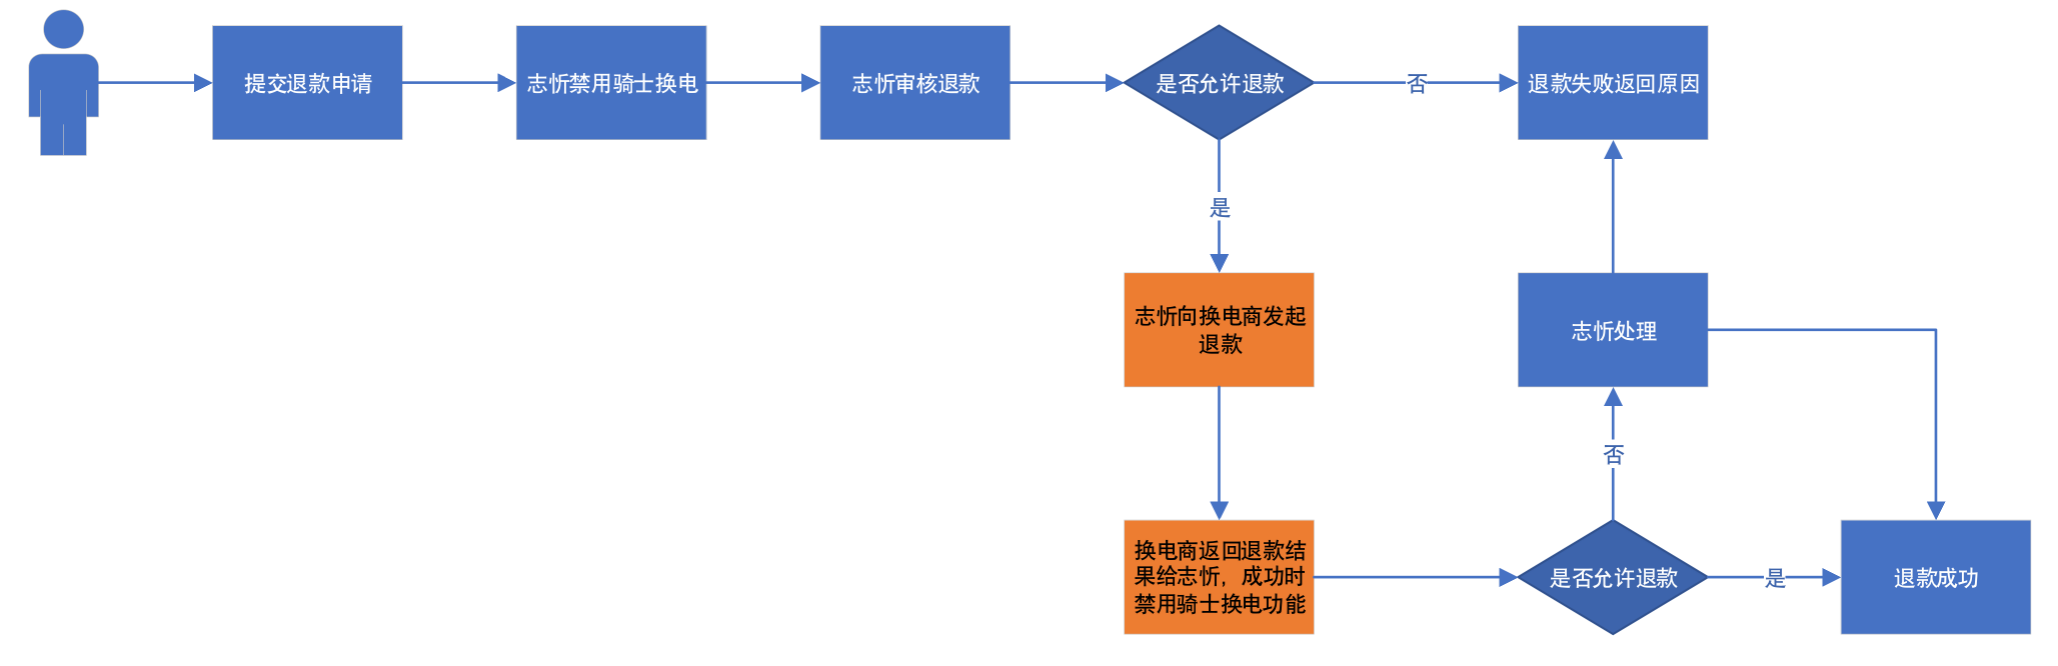 提交退款申请
志忻禁用骑士换电
志忻审核退款
是否允许退款
否
退款失败返回原因
是
志忻向换电商发起
退款
志忻处理
否
换电商返回退款结
果给志忻，成功时
禁用骑士换电功能
是否允许退款
是
退款成功